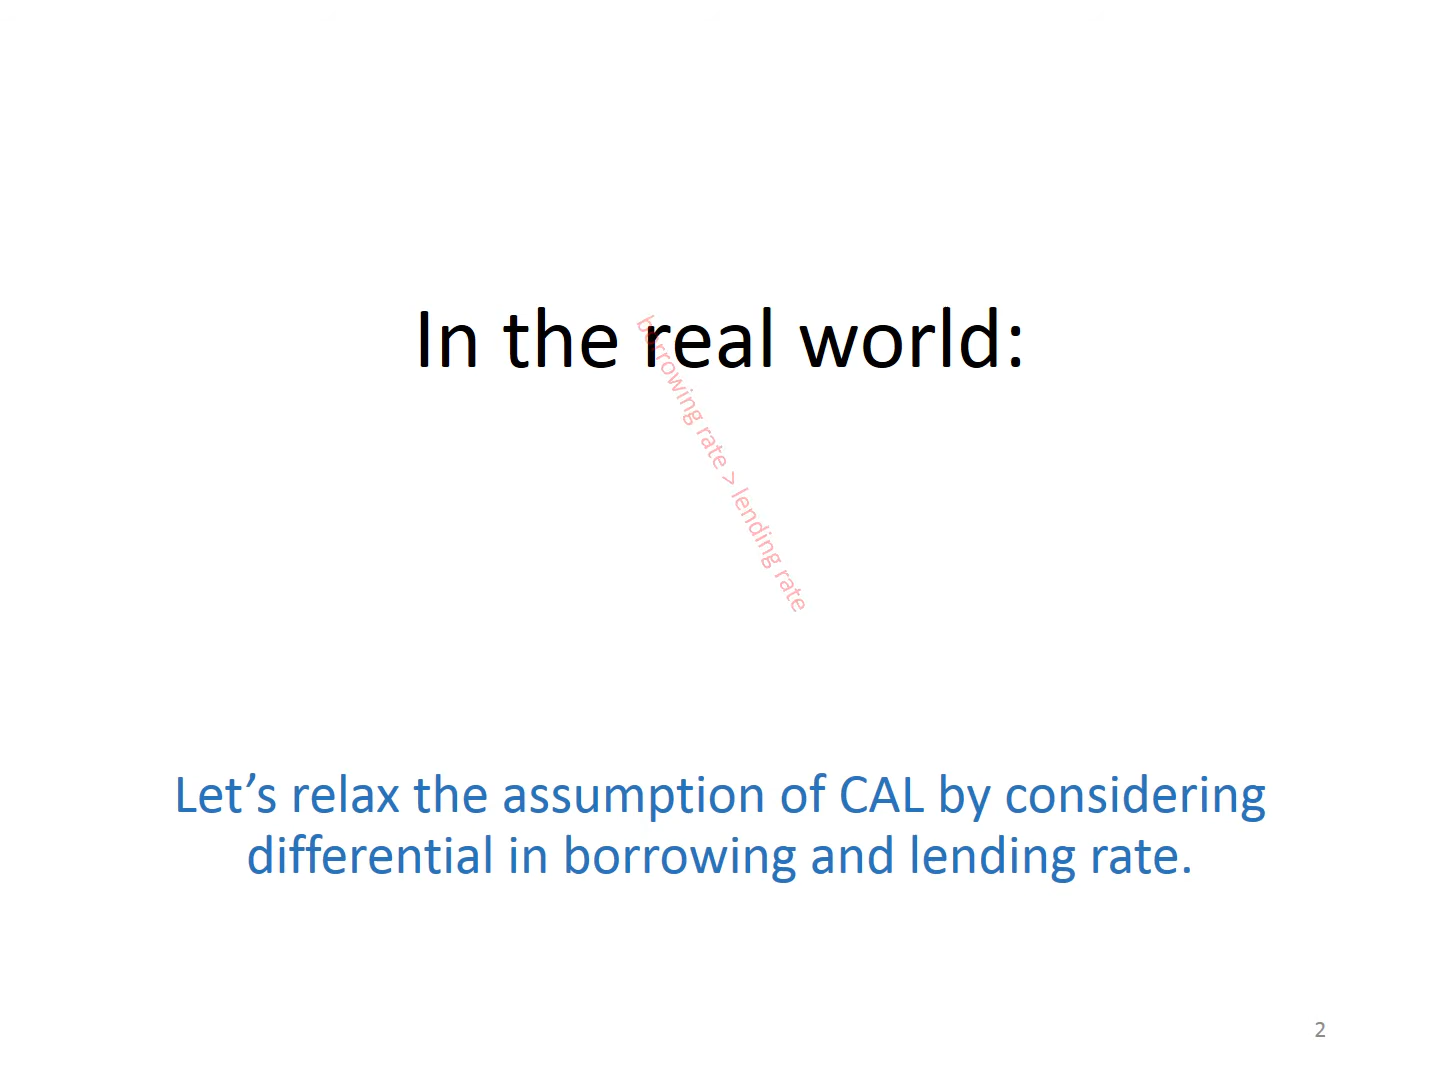 In the real world:
borrowing rate > lending rate
Let’s relax the assumption of CAL by considering
differential in borrowing and lending rate.
2